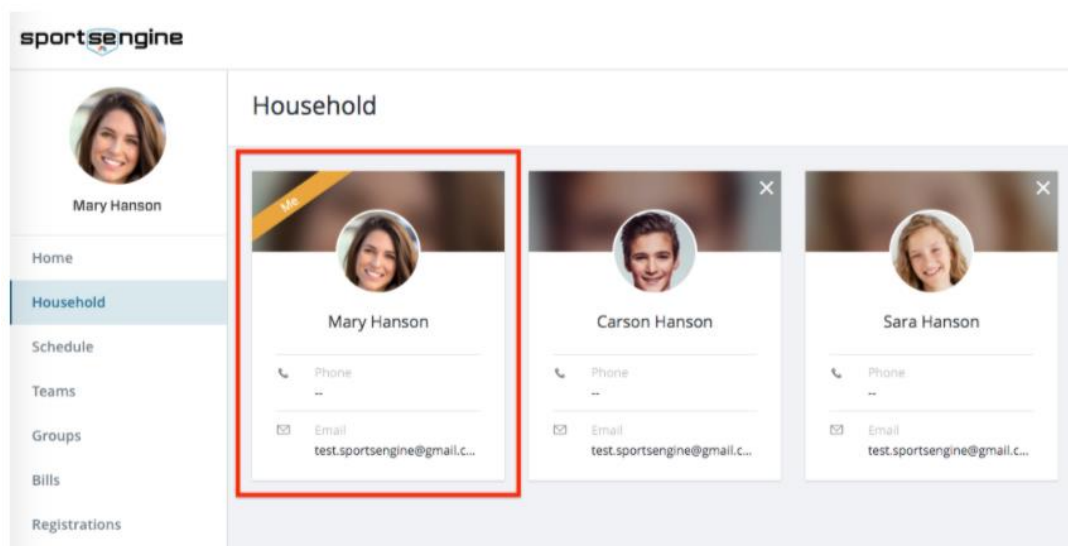 sportsengine
Mary Hanson
Home
Household
Schedule
Teams
Groups
Bills
Registrations
Household
Me
Mary Hanson
Phone
--
Email
test.sportsengine@gmail.c...
Carson Hanson
Phone
--
Email
test.sportsengine@gmail.c...
Sara Hanson
Phone
--
Email
test.sportsengine@gmail.c...